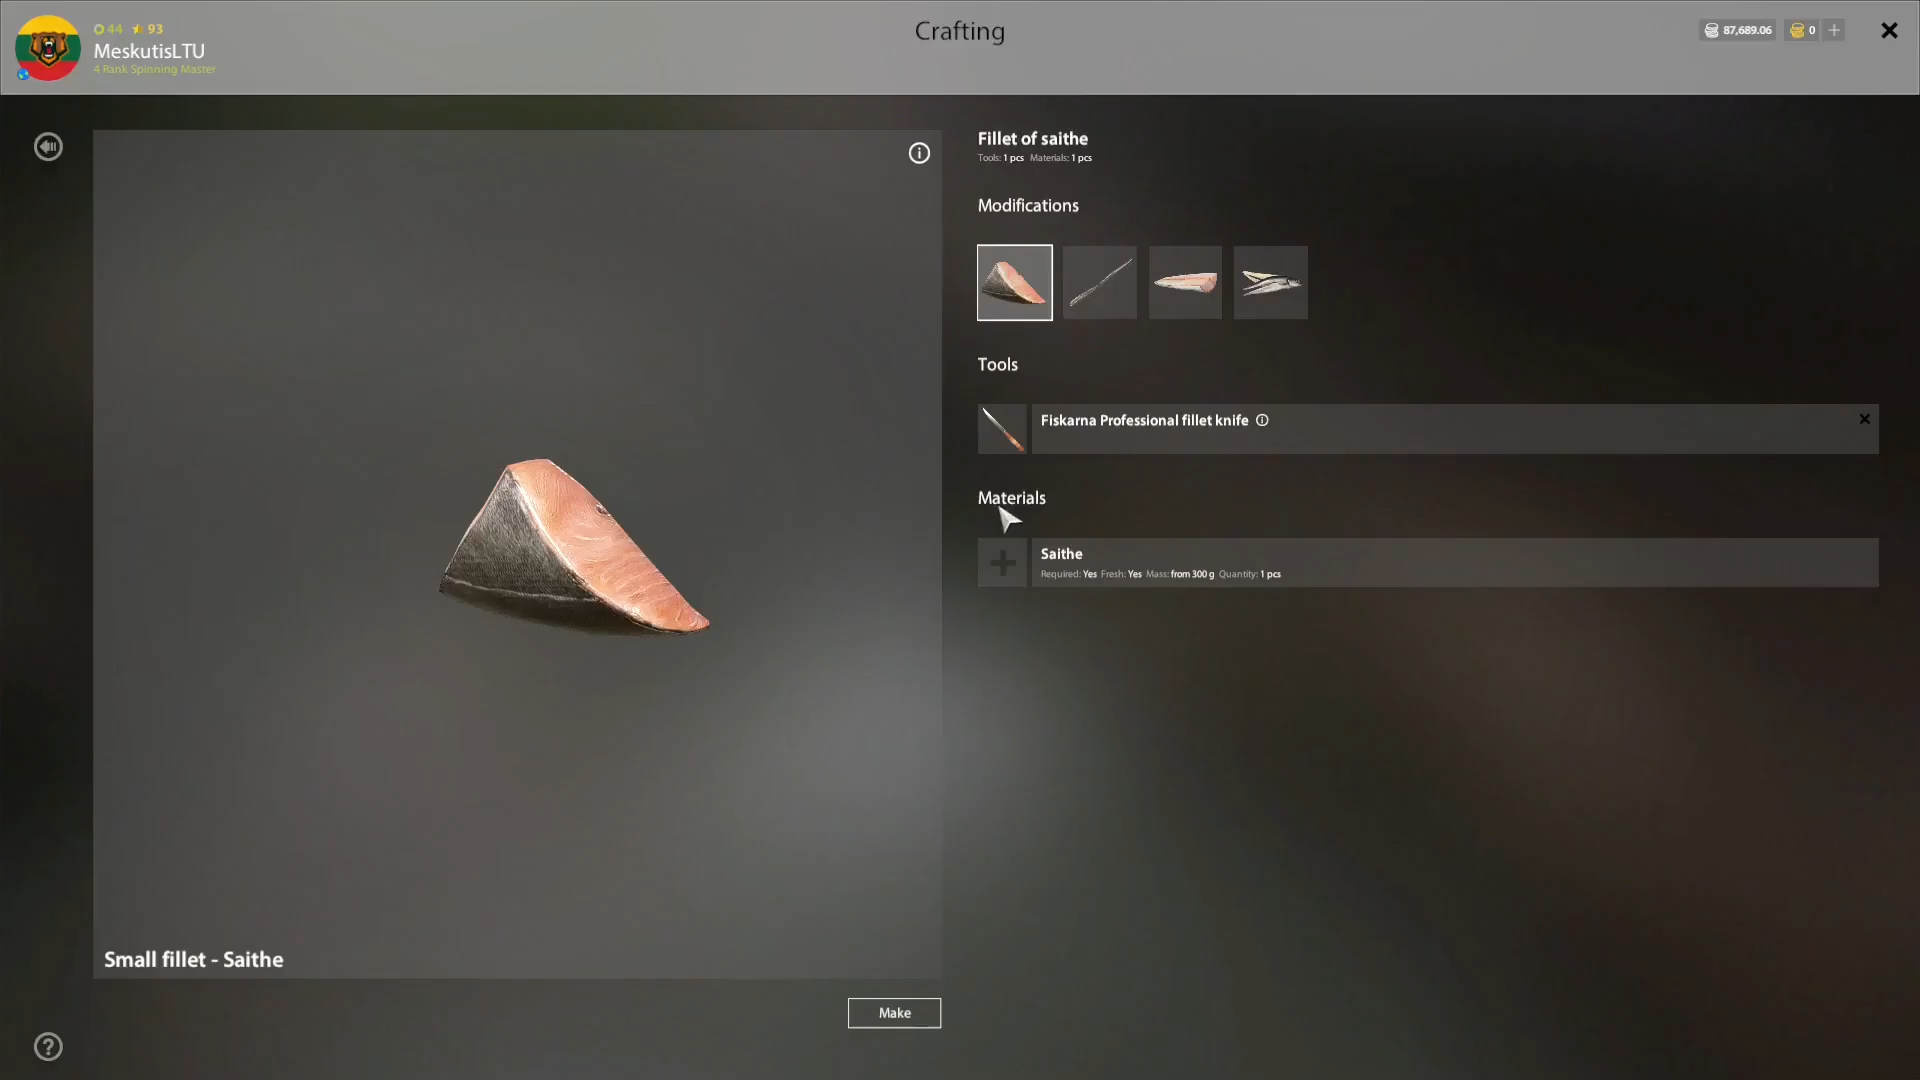 44 93
MeskutisLTU
4 Rank Spinning Master
Crafting
87,689.06 0
Fillet of saithe
Tools: 1 pcs Materials: 1 pcs
Modifications
Tools
Fiskarna Professional fillet knife
Materials
Saithe
Required: Yes Fresh: Yes Mass: from 300 g Quantity: 1 pcs
Small fillet - Saithe
Make